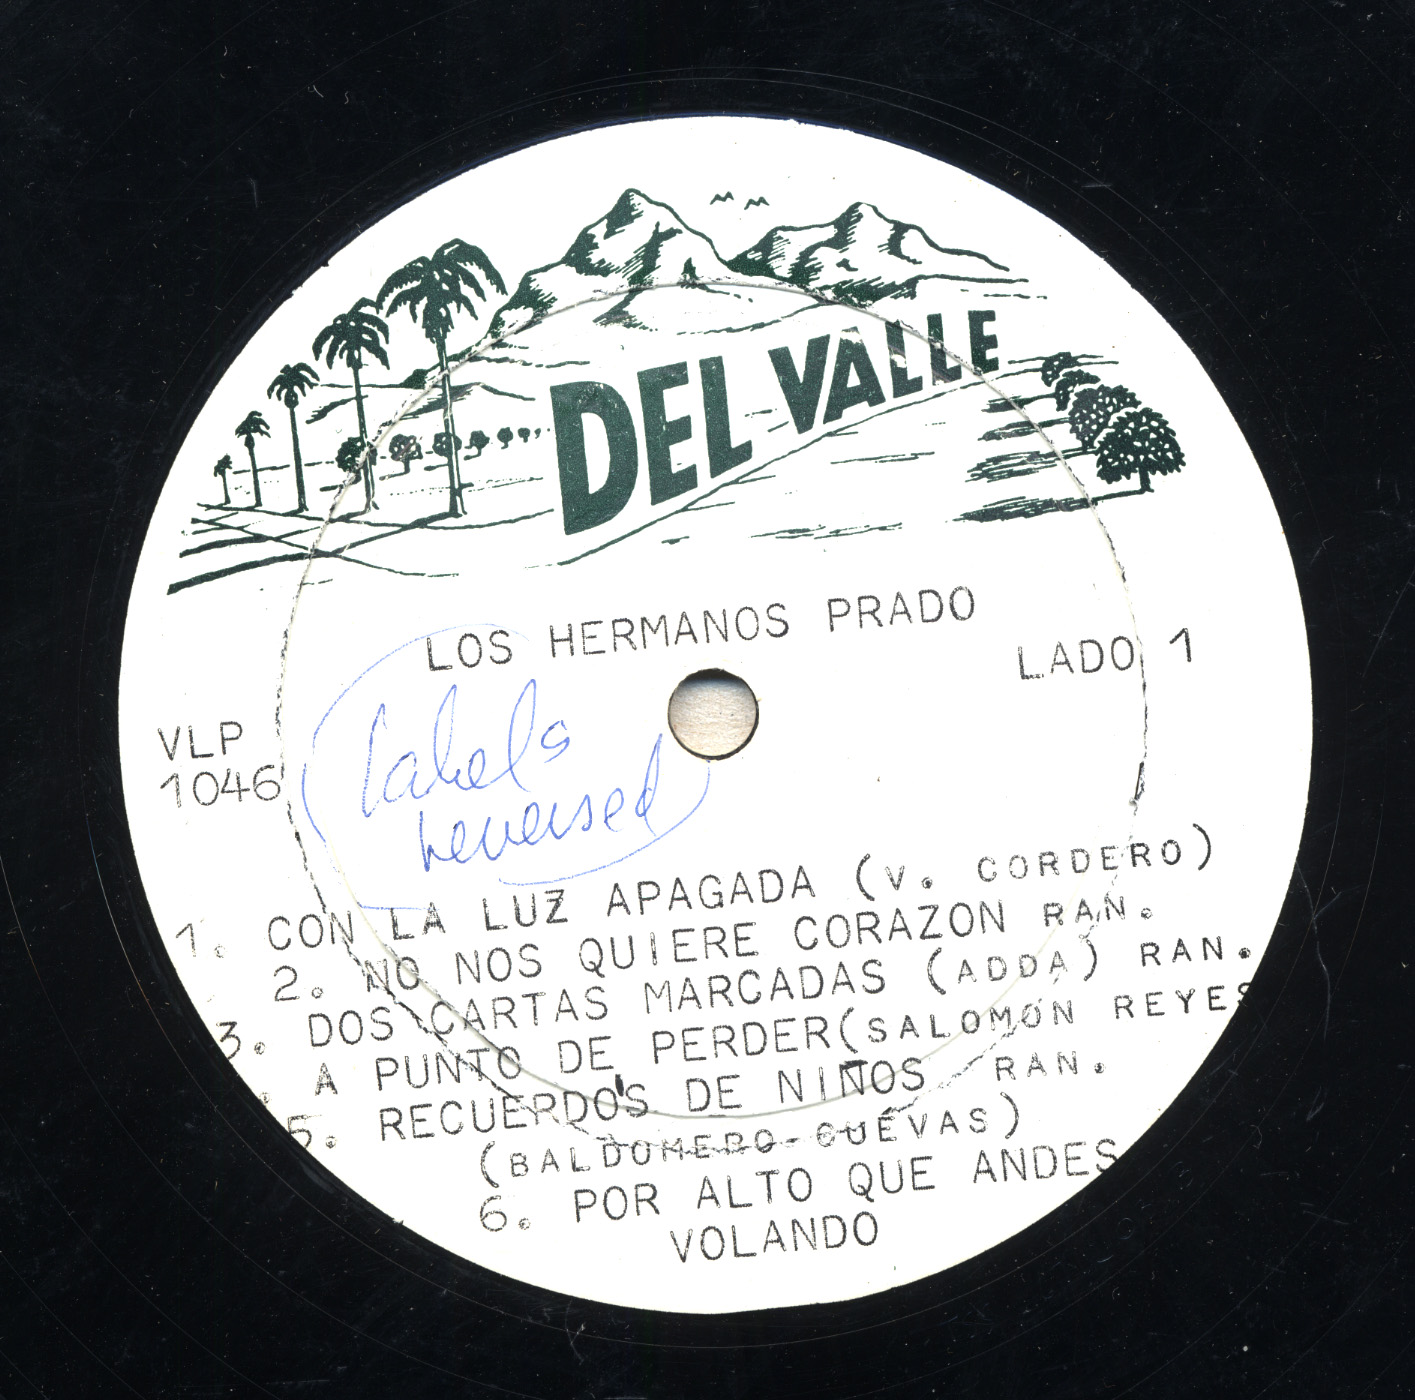 DEL VALLE
LOS HERMANOS PRADO
LADO 1
VLP
1046
labels
reversed
1. CON LA LUZ APAGADA (V. CORDERO)
2. NO NOS QUIERE CORAZON RAN.
3. DOS CARTAS MARCADAS (ADDA) RAN.
. A PUNTO DE PERDER(SALOMON REYES
5. RECUERDOS DE NIÑOS RAN.
(BALDOMERO CUEVAS)
6. POR ALTO QUE ANDES
VOLANDO